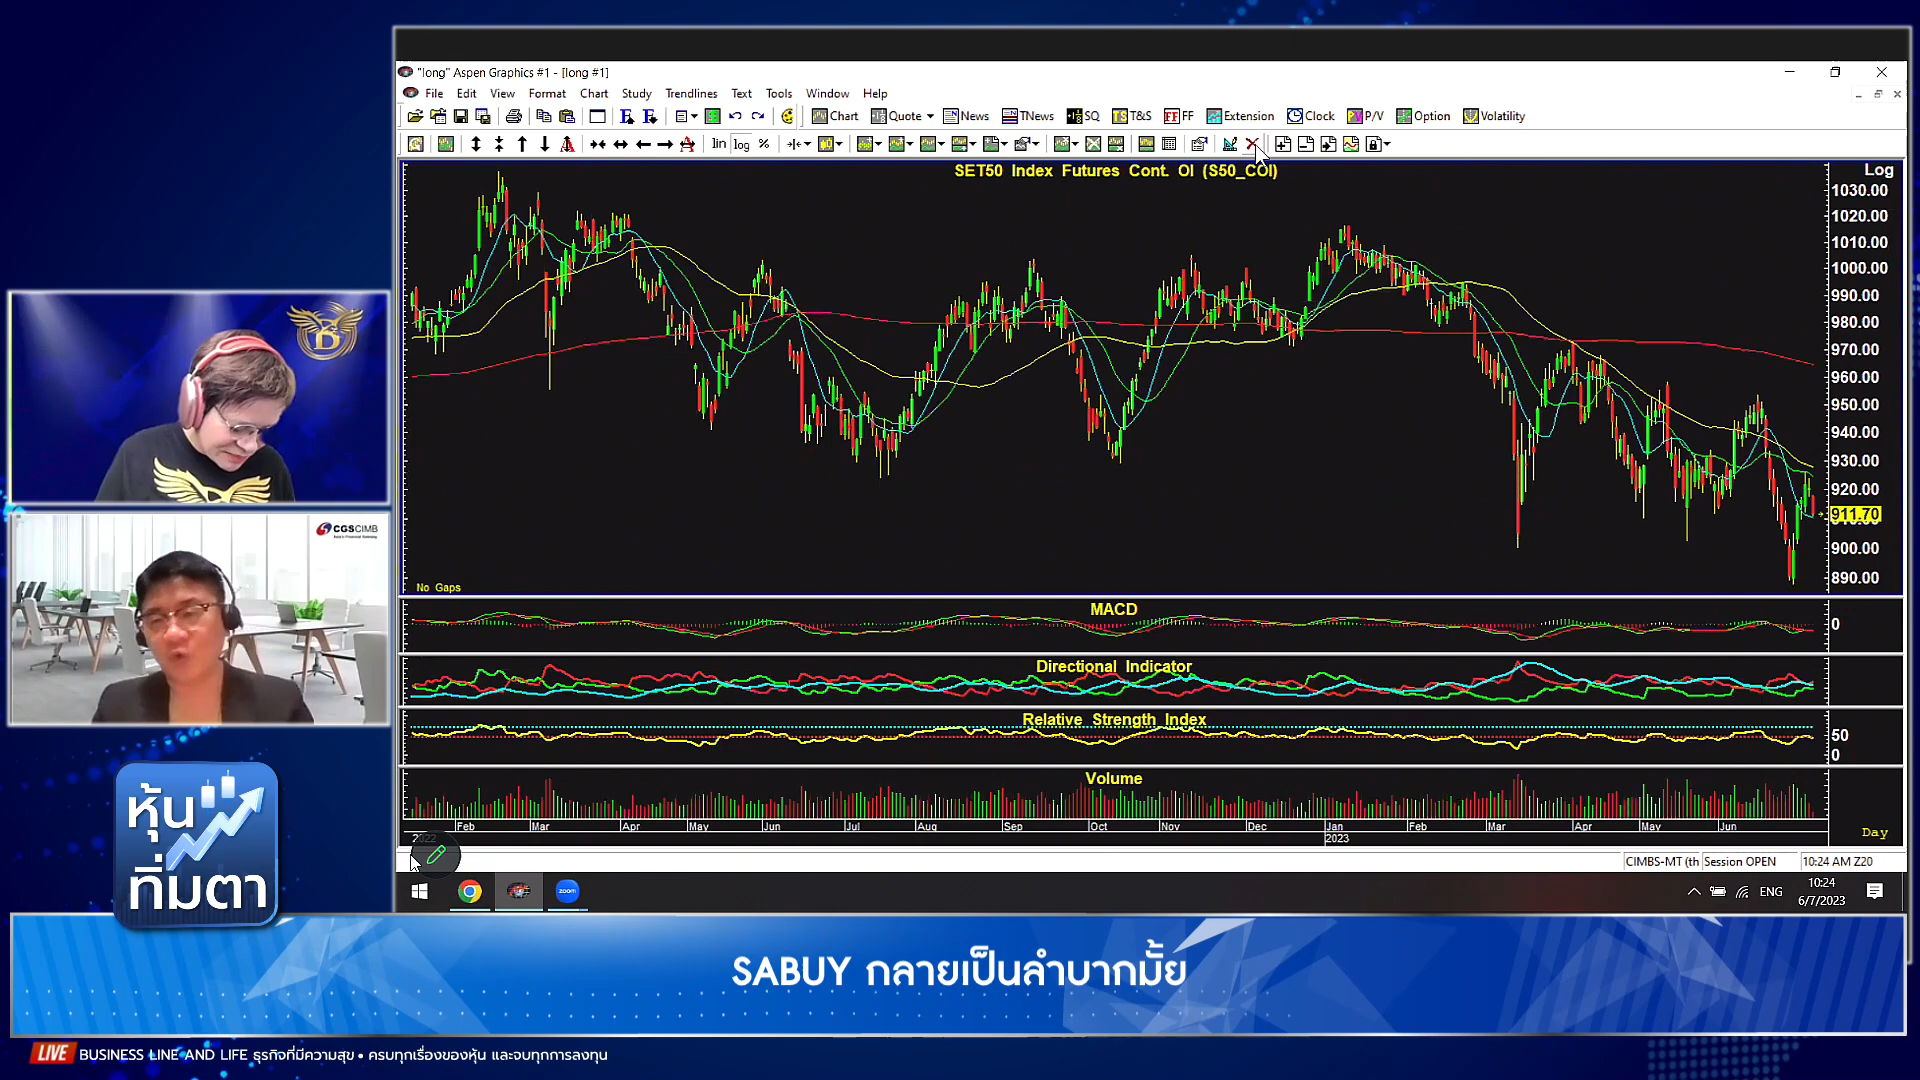 "long" Aspen Graphics #1 - [long #1]
File Edit View Format Chart Study Trendlines Text Tools Window Help
Chart Quote News TNews SQ T&S FF Extension Clock P/V Option Volatility
lin log %
SET50 Index Futures Cont. OI (S50_COI)
Log
1030.00
1020.00
1010.00
1000.00
990.00
980.00
970.00
960.00
950.00
940.00
930.00
920.00
911.70
900.00
890.00
No Gaps
MACD
0
Directional Indicator
Relative Strength Index
50
0
Volume
Feb Mar Apr May Jun Jul Aug Sep Oct Nov Dec Jan Feb Mar Apr May Jun
2022 2023
Day
CIMBS-MT (th Session OPEN 10:24 AM Z20
zoom
ENG
10:24
6/7/2023
B
CGS CIMB
หุ้น
ทิ่มตา
SABUY กลายเป็นลำบากมั้ย
LIVE BUSINESS LINE AND LIFE ธุรกิจที่มีความสุข • ครบทุกเรื่องของหุ้น และจบทุกการลงทุน